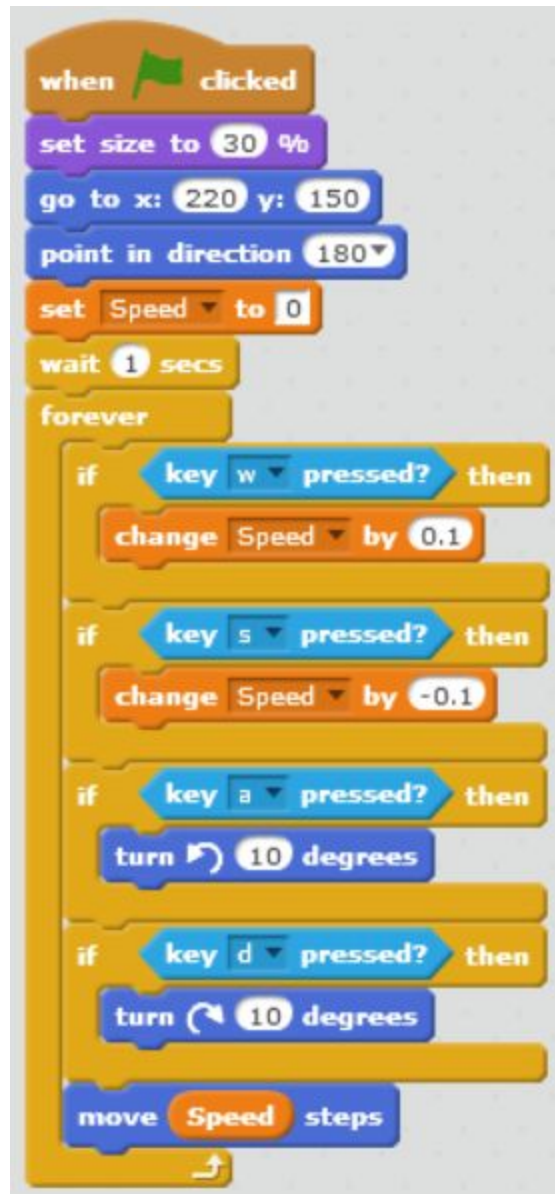 when clicked
set size to 30 %
go to x: 220 y: 150
point in direction 180
set Speed to 0
wait 1 secs
forever
if key w pressed? then
change Speed by 0.1
if key s pressed? then
change Speed by -0.1
if key a pressed? then
turn 10 degrees
if key d pressed? then
turn 10 degrees
move Speed steps